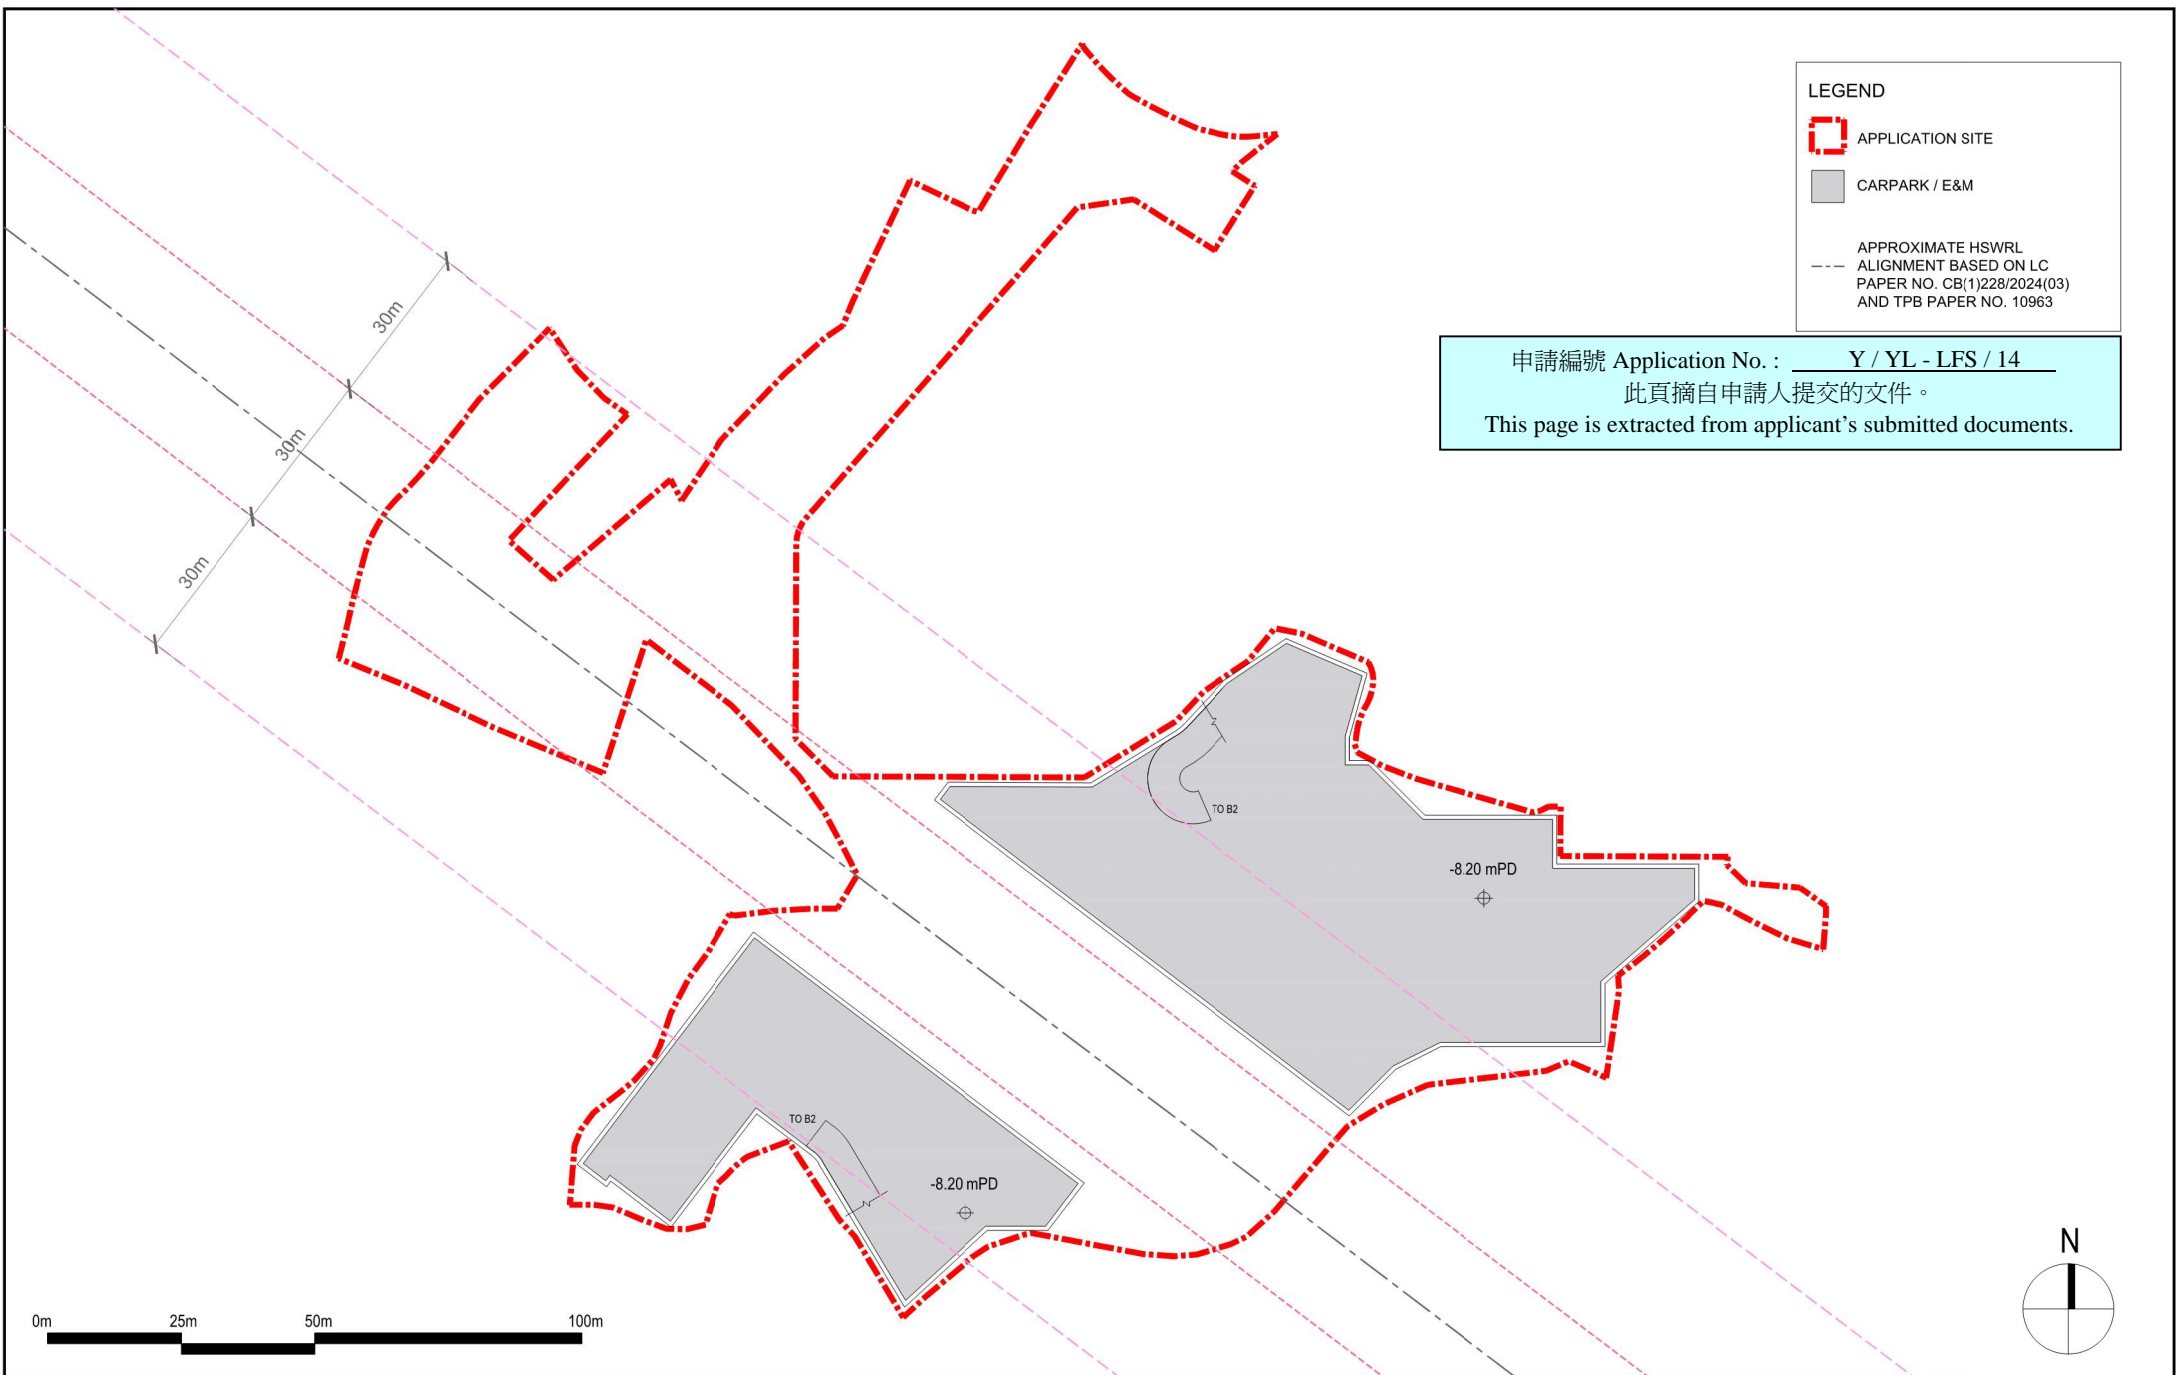 LEGEND
APPLICATION SITE
CARPARK / E&M
APPROXIMATE HSWRL
ALIGNMENT BASED ON LC
PAPER NO. CB(1)228/2024(03)
AND TPB PAPER NO. 10963
申請編號 Application No. : Y / YL - LFS / 14
此頁摘自申請人提交的文件。
This page is extracted from applicant's submitted documents.
30m
30m
30m
TO B2
-8.20 mPD
TO B2
-8.20 mPD
N
0m 25m 50m 100m